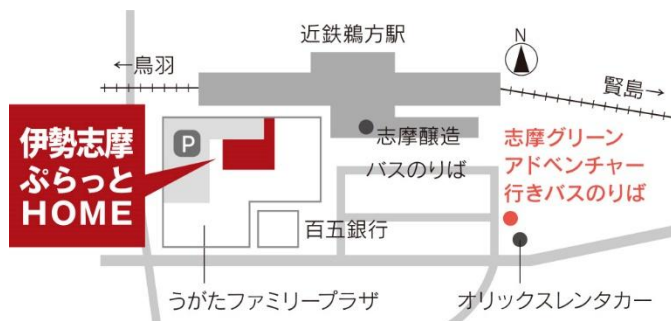 近鉄鵜方駅
N
←鳥羽
賢島→
伊勢志摩
ぷらっと
HOME
P
志摩醸造
バスのりば
志摩グリーン
アドベンチャー
行きバスのりば
百五銀行
うがたファミリープラザ
オリックスレンタカー